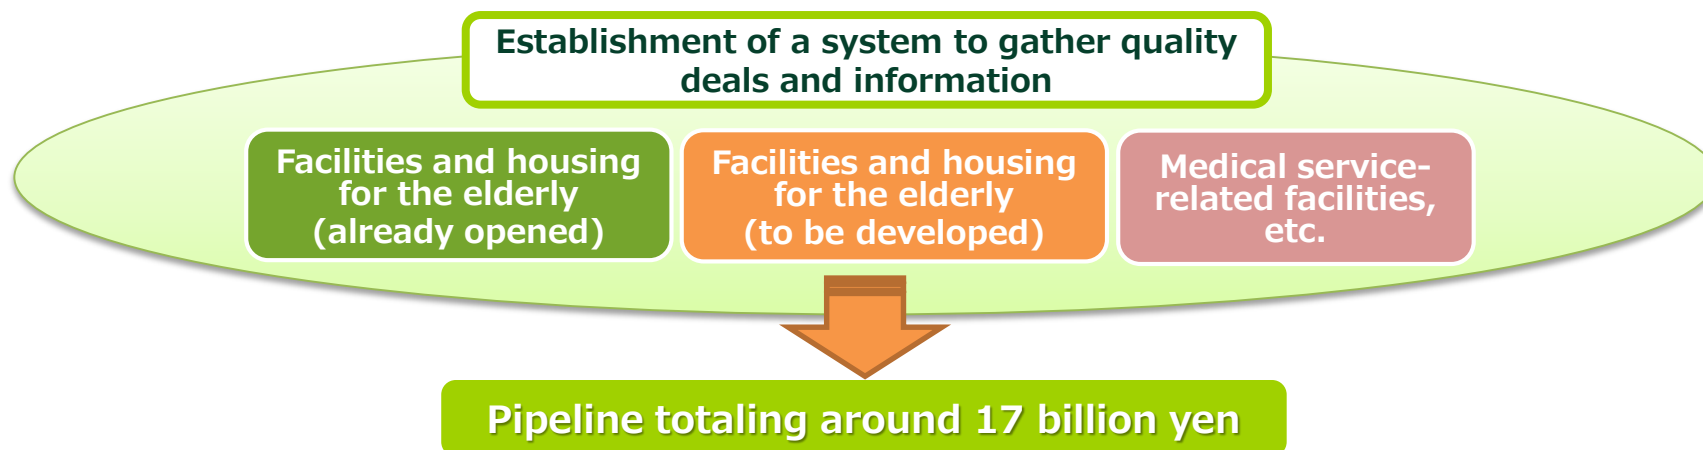 Establishment of a system to gather quality
deals and information
Facilities and housing
for the elderly
(already opened)
Facilities and housing
for the elderly
(to be developed)
Medical service-
related facilities,
etc.
Pipeline totaling around 17 billion yen